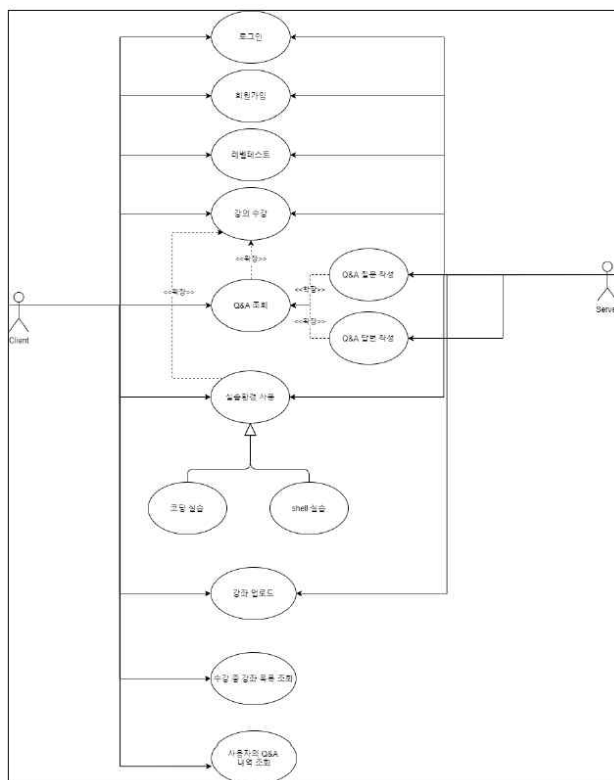 로그인
회원가입
레벨테스트
강의 수강
<<확장>>
<<확장>>
Q&A 조회
<<확장>>
<<확장>>
Q&A 질문 작성
Q&A 답변 작성
Client
Server
실습환경 사용
코딩 실습
shell 실습
강좌 업로드
수강 중 강좌 목록 조회
사용자의 Q&A
내역 조회